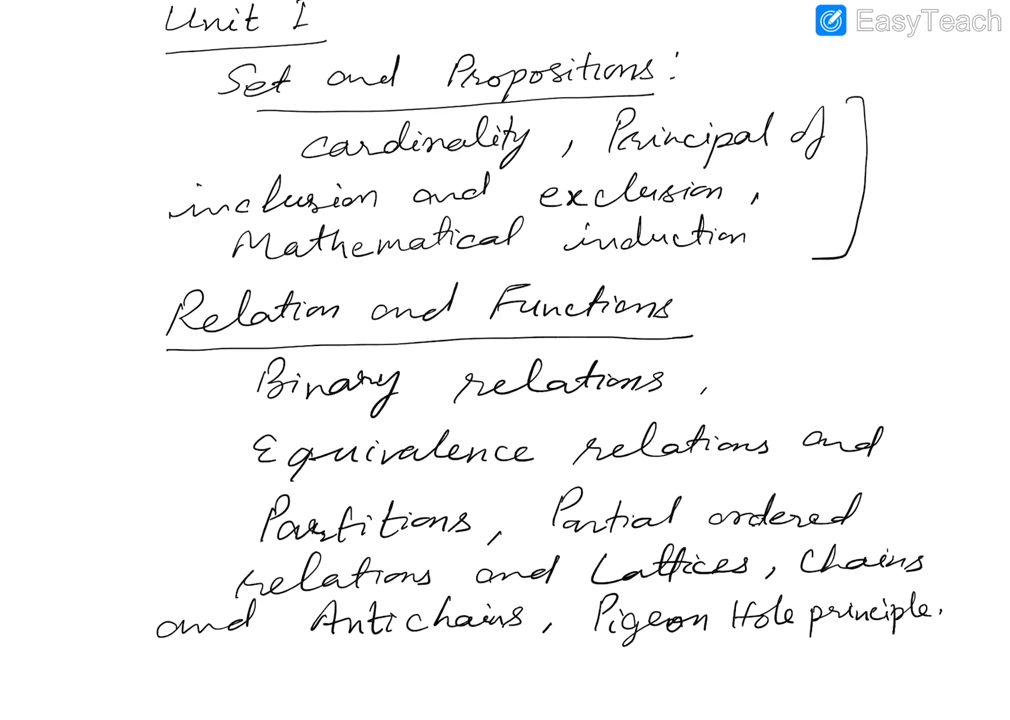 Unit I
EasyTeach
Set and Propositions:
Cardinality, Principal of
inclusion and exclusion,
Mathematical induction
Relation and Functions
Binary relations,
Equivalence relations and
Partitions, Partial ordered
relations and Lattices, Chains
and Antichains, Pigeon Hole principle.